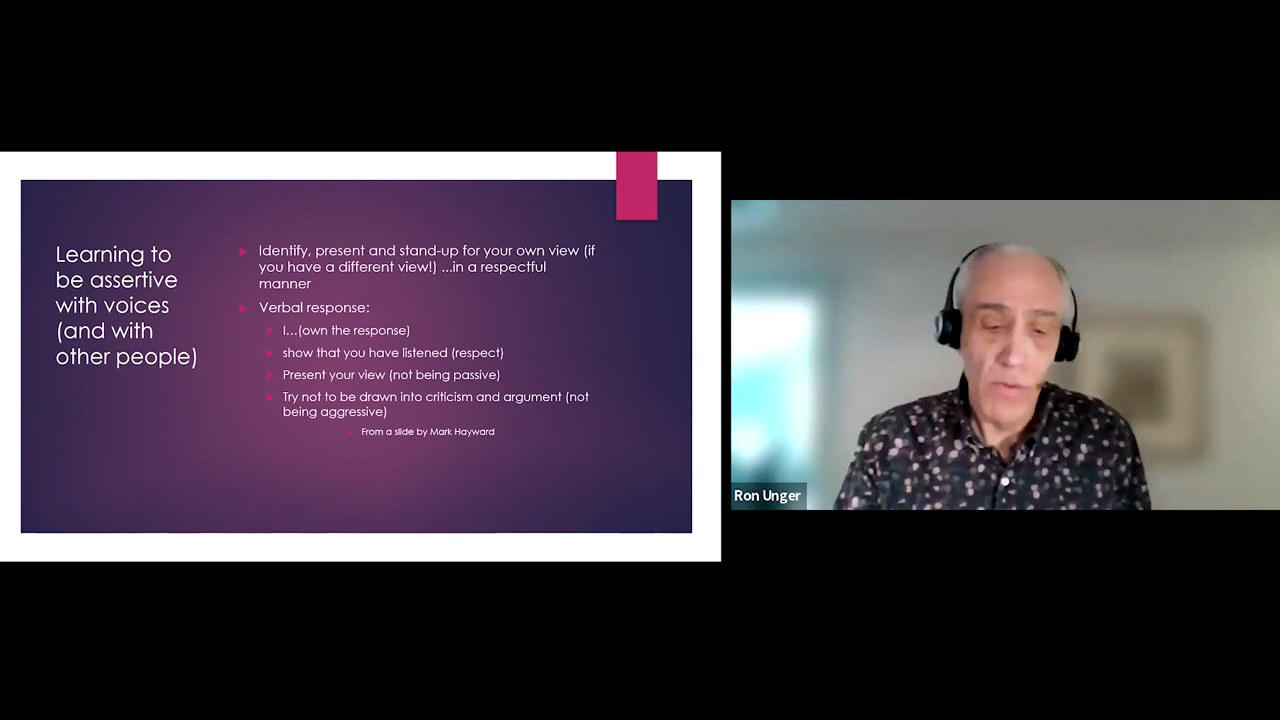 Learning to
be assertive
with voices
(and with
other people)
Identify, present and stand-up for your own view (if
you have a different view!) ...in a respectful
manner
Verbal response:
I...(own the response)
show that you have listened (respect)
Present your view (not being passive)
Try not to be drawn into criticism and argument (not
being aggressive)
From a slide by Mark Hayward
Ron Unger